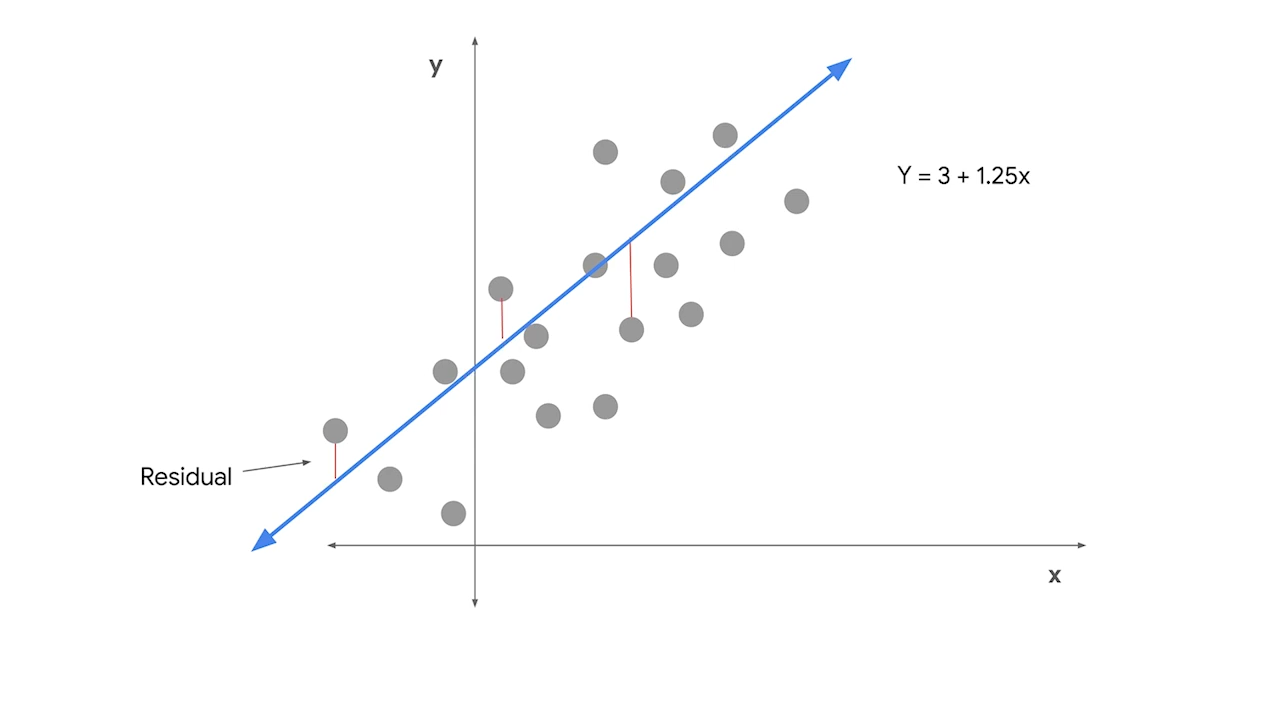 y
Y = 3 + 1.25x
Residual
x